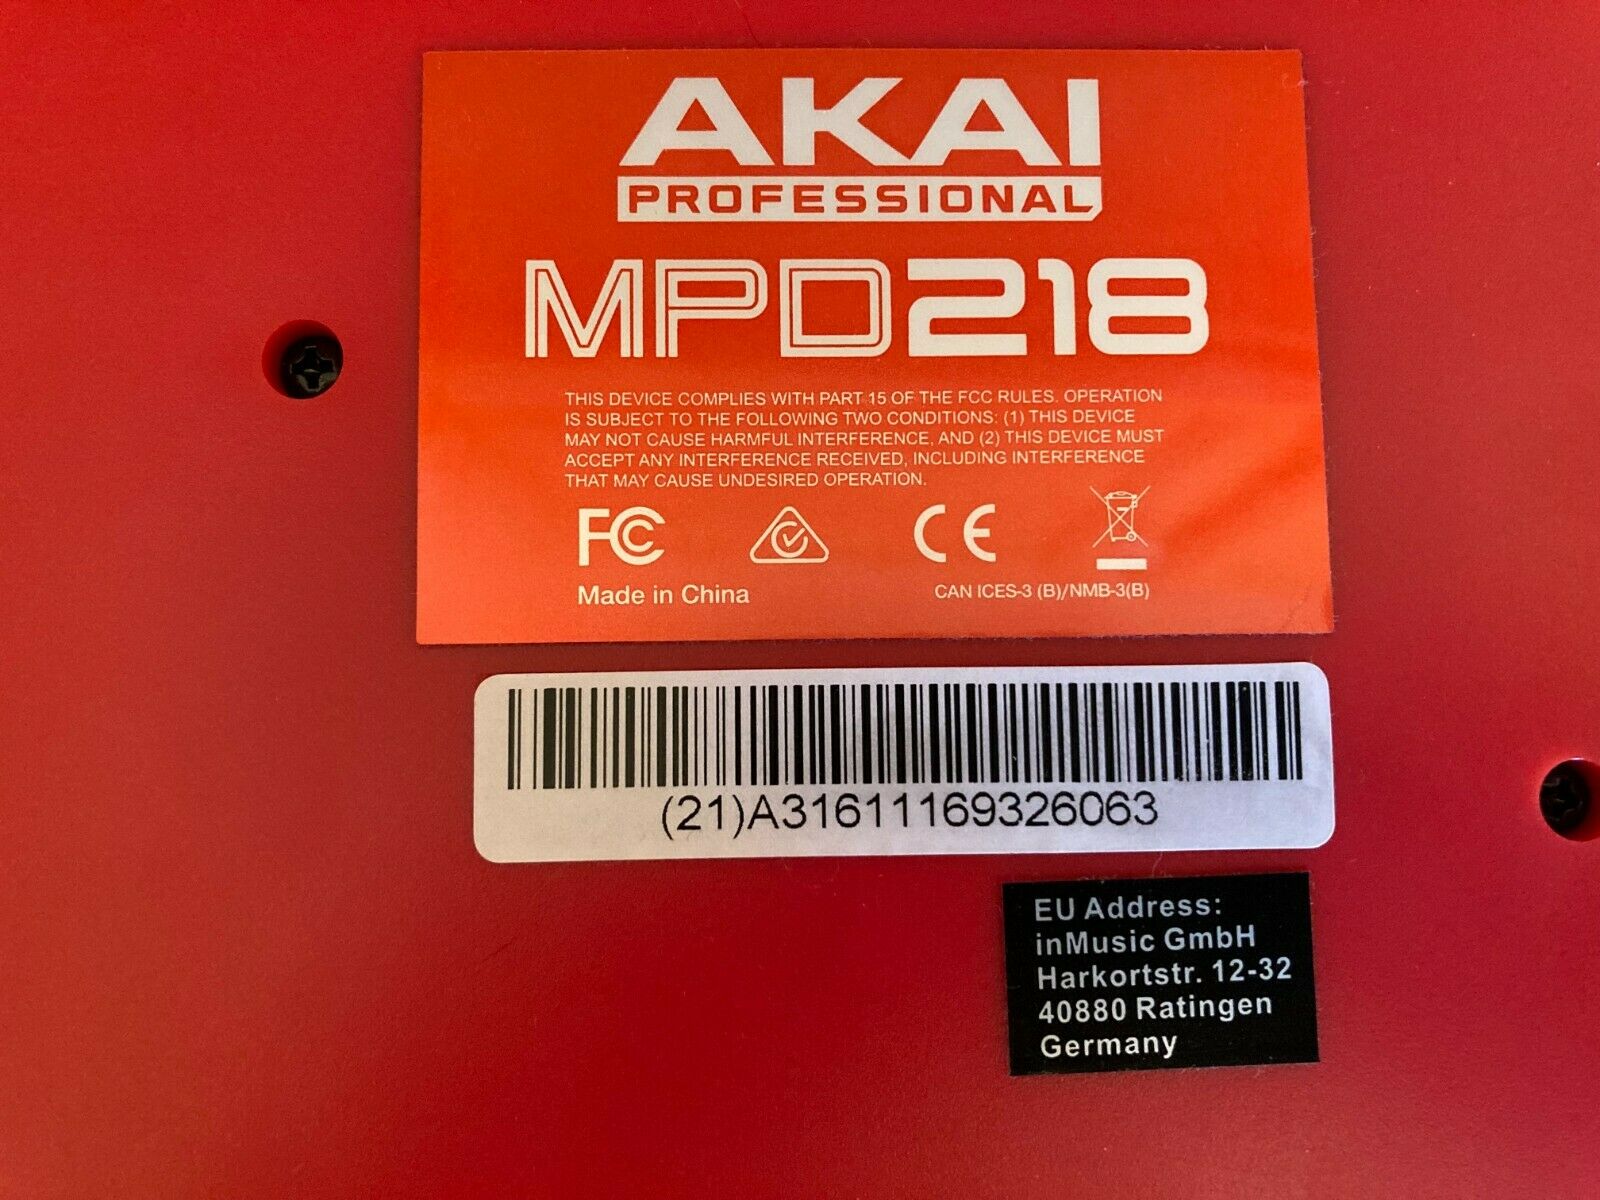 AKAI
PROFESSIONAL
MPD218
THIS DEVICE COMPLIES WITH PART 15 OF THE FCC RULES. OPERATION
IS SUBJECT TO THE FOLLOWING TWO CONDITIONS: (1) THIS DEVICE
MAY NOT CAUSE HARMFUL INTERFERENCE, AND (2) THIS DEVICE MUST
ACCEPT ANY INTERFERENCE RECEIVED, INCLUDING INTERFERENCE
THAT MAY CAUSE UNDESIRED OPERATION.
FC CE
Made in China CAN ICES-3 (B)/NMB-3(B)
(21)A31611169326063
EU Address:
inMusic GmbH
Harkortstr. 12-32
40880 Ratingen
Germany